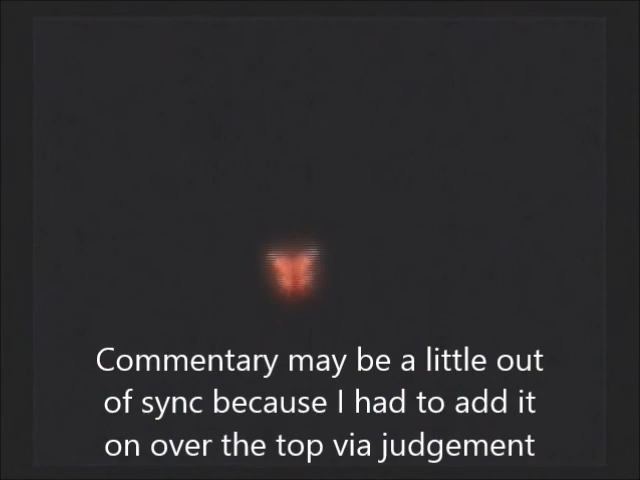 Commentary may be a little out
of sync because I had to add it
on over the top via judgement